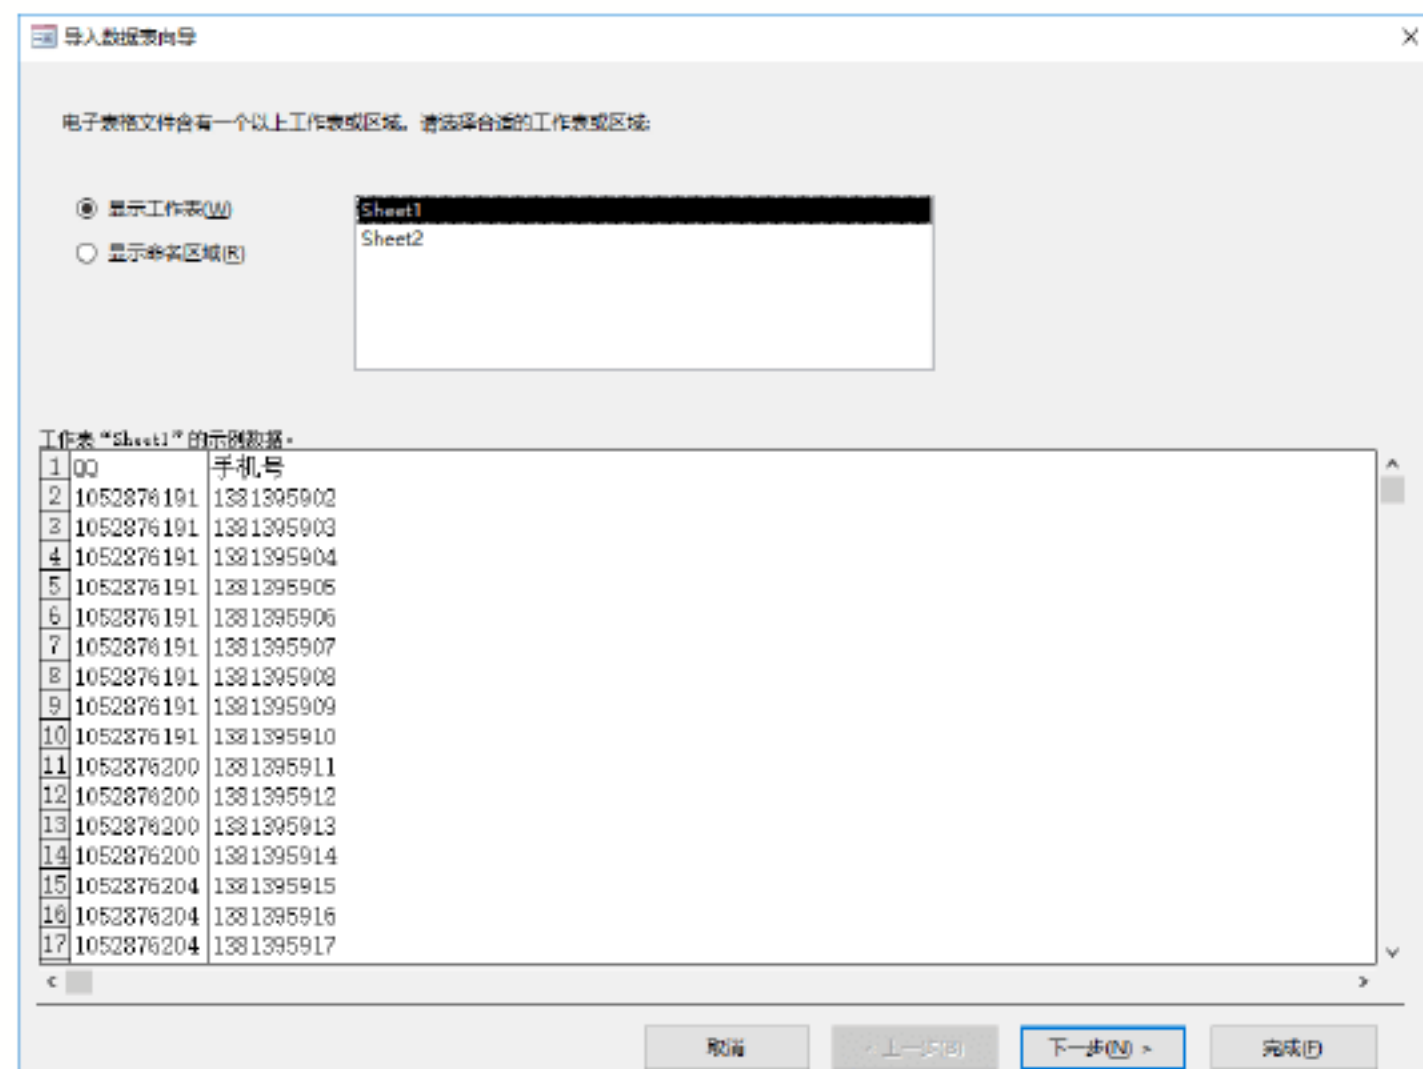 导入数据表向导
电子表格文件含有一个以上工作表或区域。请选择合适的工作表或区域:
显示工作表(W)
Sheet1
显示命名区域(R)
Sheet2
工作表“Sheet1”的示例数据。
1 QQ 手机号
2 1052876191 1381395902
3 1052876191 1381395903
4 1052876191 1381395904
5 1052876191 1381395905
6 1052876191 1381395906
7 1052876191 1381395907
8 1052876191 1381395908
9 1052876191 1381395909
10 1052876191 1381395910
11 1052876200 1381395911
12 1052876200 1381395912
13 1052876200 1381395913
14 1052876200 1381395914
15 1052876204 1381395915
16 1052876204 1381395916
17 1052876204 1381395917
取消 < 上一步(B) 下一步(N) > 完成(F)